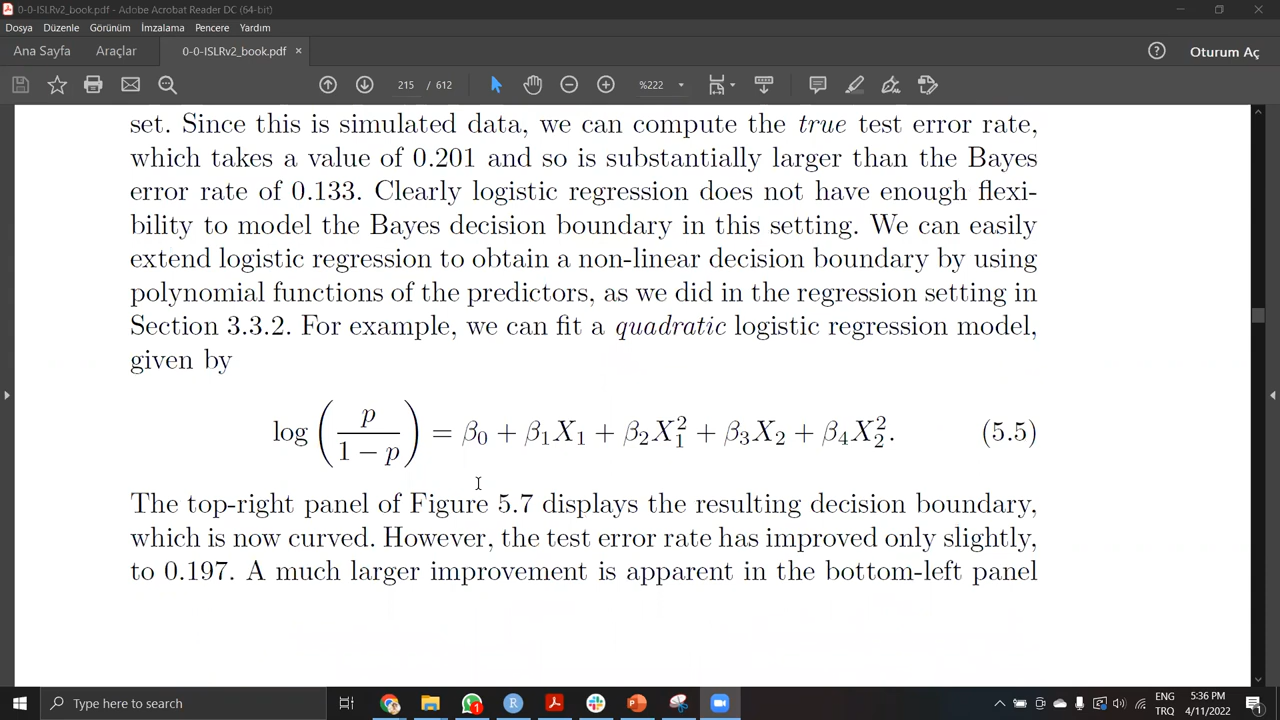 0-0-ISLRv2_book.pdf - Adobe Acrobat Reader DC (64-bit)
Dosya Düzenle Görünüm İmzalama Pencere Yardım
Ana Sayfa Araçlar 0-0-ISLRv2_book.pdf × Oturum Aç
215 / 612 %222
set. Since this is simulated data, we can compute the true test error rate,
which takes a value of 0.201 and so is substantially larger than the Bayes
error rate of 0.133. Clearly logistic regression does not have enough flexi-
bility to model the Bayes decision boundary in this setting. We can easily
extend logistic regression to obtain a non-linear decision boundary by using
polynomial functions of the predictors, as we did in the regression setting in
Section 3.3.2. For example, we can fit a quadratic logistic regression model,
given by
log(p/(1 − p)) = β₀ + β₁X₁ + β₂X₁² + β₃X₂ + β₄X₂². (5.5)
The top-right panel of Figure 5.7 displays the resulting decision boundary,
which is now curved. However, the test error rate has improved only slightly,
to 0.197. A much larger improvement is apparent in the bottom-left panel
Type here to search
ENG 5:36 PM
TRQ 4/11/2022